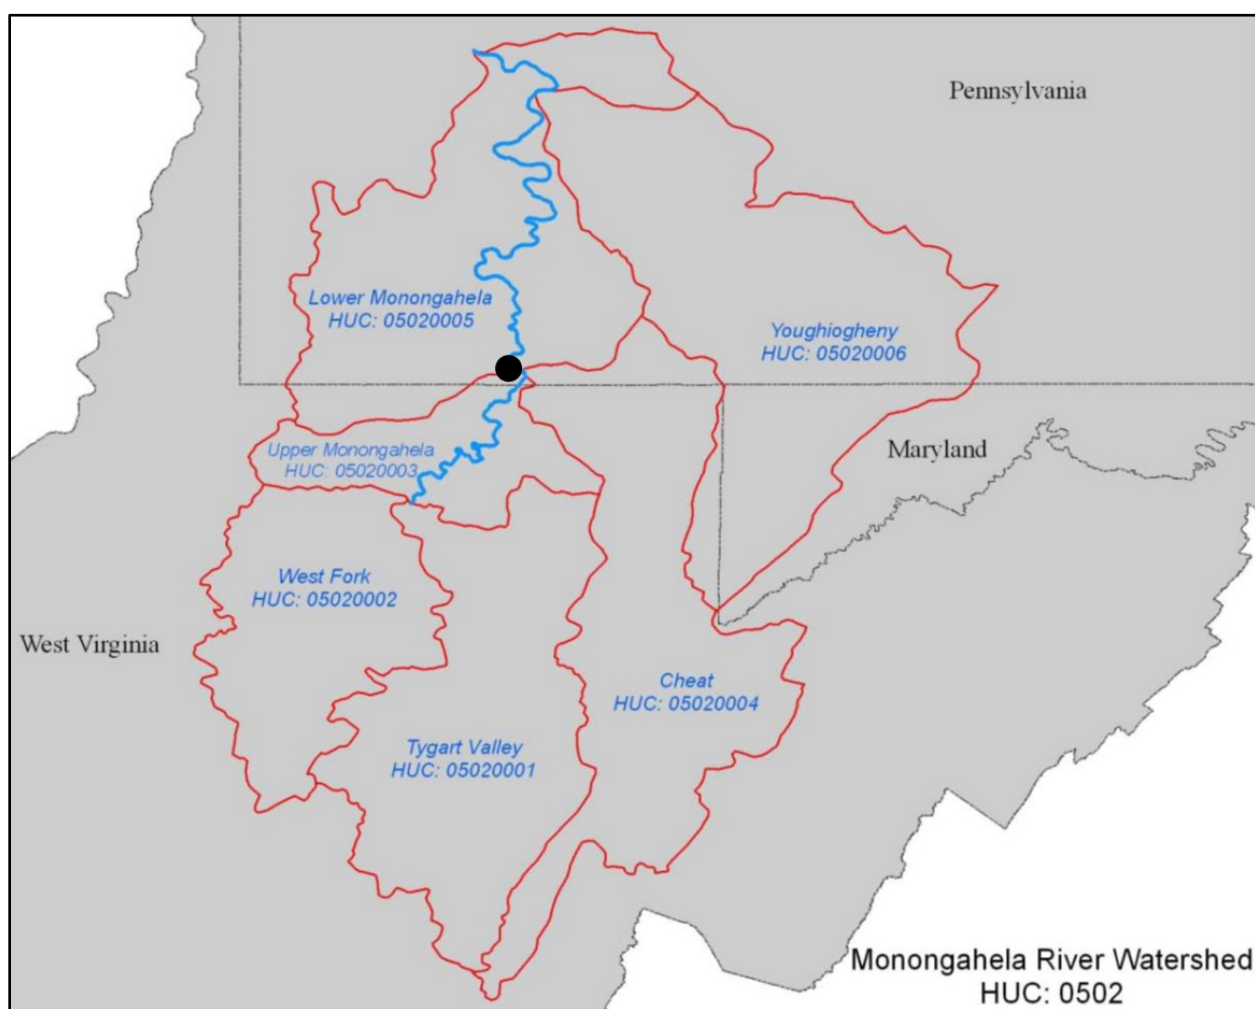 Pennsylvania
Lower Monongahela
HUC: 05020005
Youghiogheny
HUC: 05020006
Upper Monongahela
HUC: 05020003
Maryland
West Fork
HUC: 05020002
West Virginia
Cheat
HUC: 05020004
Tygart Valley
HUC: 05020001
Monongahela River Watershed
HUC: 0502